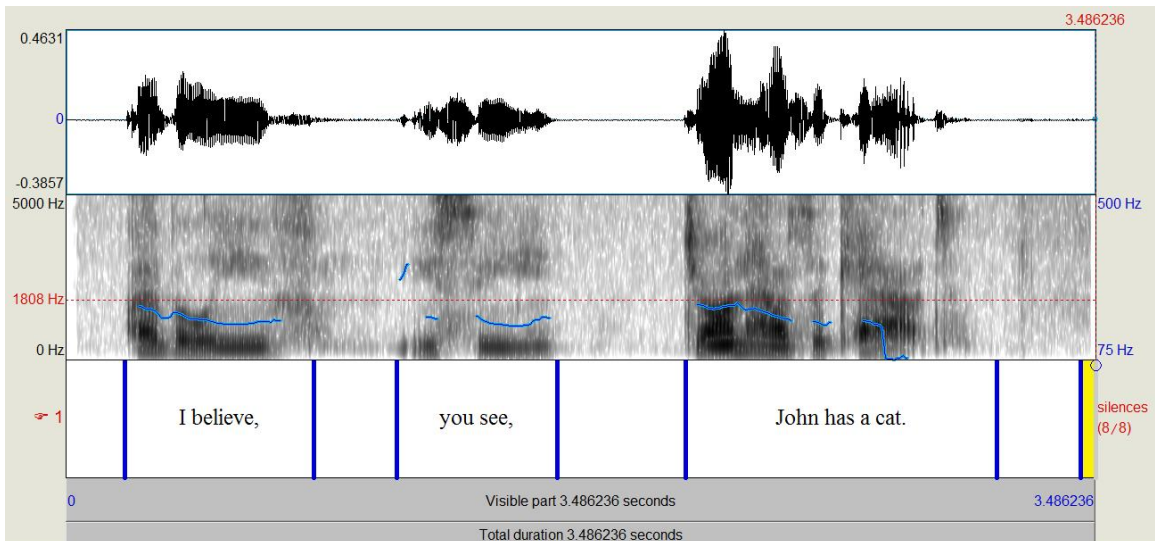 3.486236
0.4631
0
-0.3857
5000 Hz 500 Hz
1808 Hz
0 Hz 75 Hz
1 I believe, you see, John has a cat. silences
(8/8)
0 Visible part 3.486236 seconds 3.486236
Total duration 3.486236 seconds